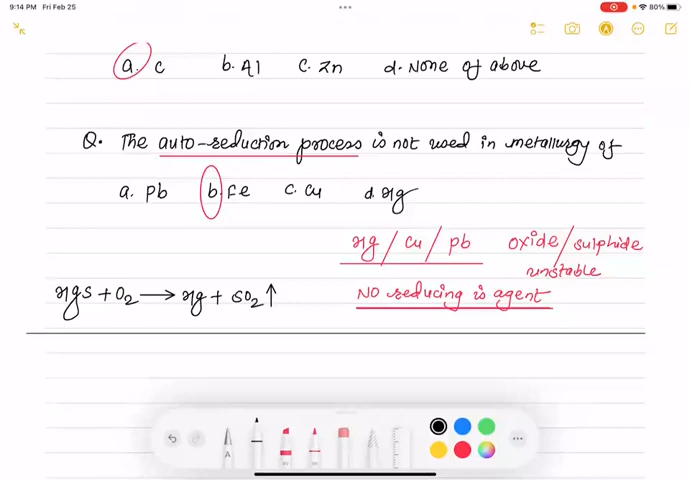 9:14 PM Fri Feb 25
80%
a. C b. Al c. Zn d. None of above
Q. The auto-reduction process is not used in metallurgy of
a. Pb b. Fe c. Cu d. Hg
Hg / Cu / Pb oxide/sulphide
unstable
HgS + O2 → Hg + SO2 ↑ NO reducing is agent
A